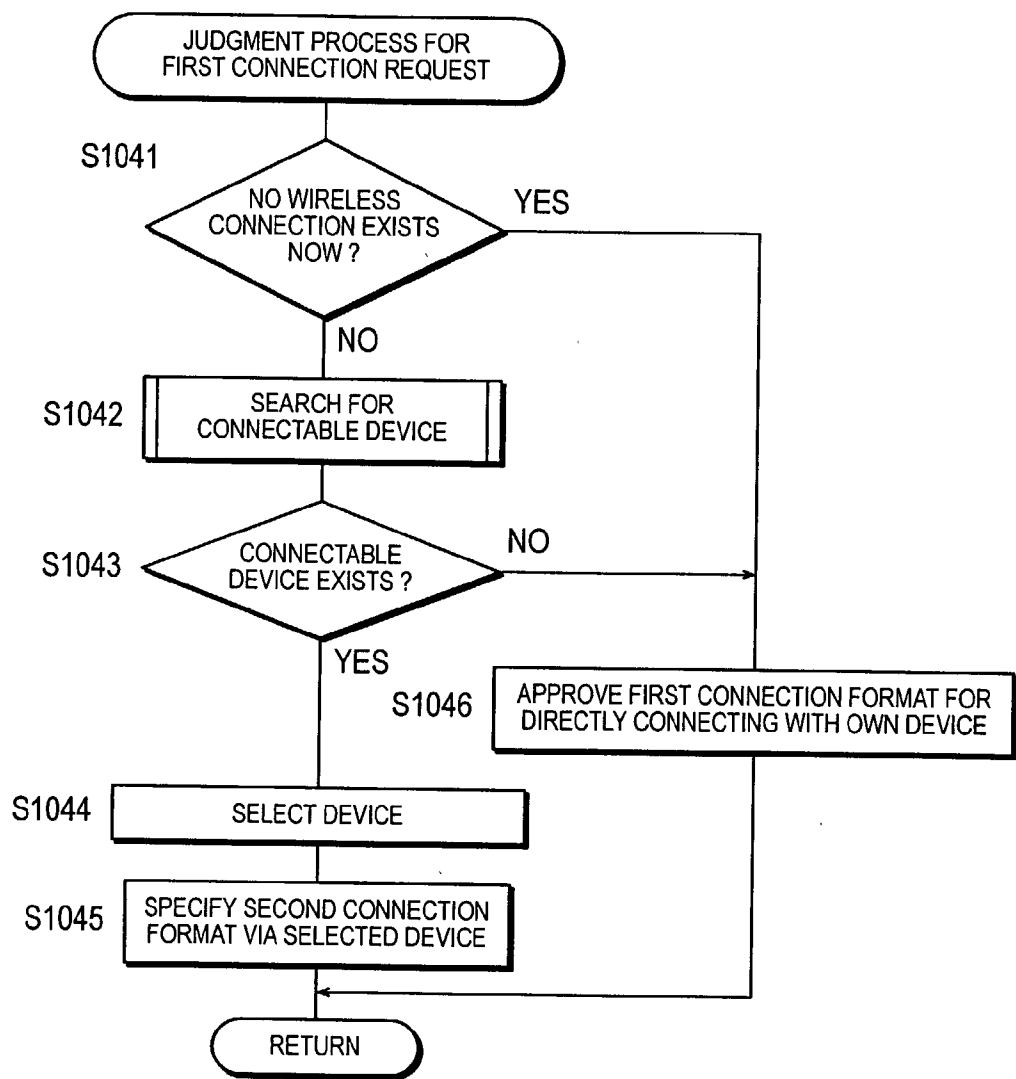 JUDGMENT PROCESS FOR
FIRST CONNECTION REQUEST
S1041
NO WIRELESS
CONNECTION EXISTS
NOW ?
YES
NO
S1042
SEARCH FOR
CONNECTABLE DEVICE
S1043
CONNECTABLE
DEVICE EXISTS ?
NO
YES
S1046
APPROVE FIRST CONNECTION FORMAT FOR
DIRECTLY CONNECTING WITH OWN DEVICE
S1044
SELECT DEVICE
S1045
SPECIFY SECOND CONNECTION
FORMAT VIA SELECTED DEVICE
RETURN